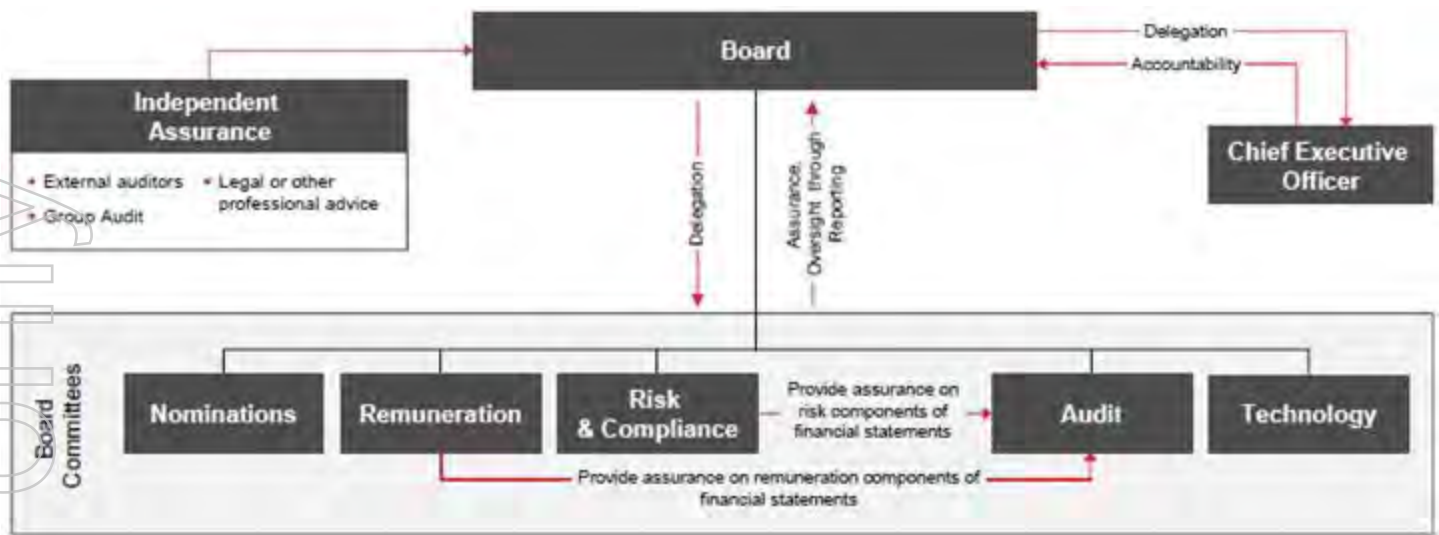 Board
Delegation
Accountability
Independent
Assurance
• External auditors
• Group Audit
• Legal or other
professional advice
Chief Executive
Officer
Delegation
Assurance,
Oversight through
Reporting
Board
Committees
Nominations
Remuneration
Risk
& Compliance
Provide assurance on
risk components of
financial statements
Audit
Technology
Provide assurance on remuneration components of
financial statements